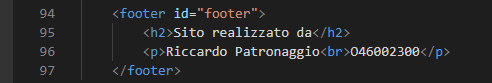 94 <footer id="footer">
95 <h2>Sito realizzato da</h2>
96 <p>Riccardo Patronaggio<br>O46002300</p>
97 </footer>